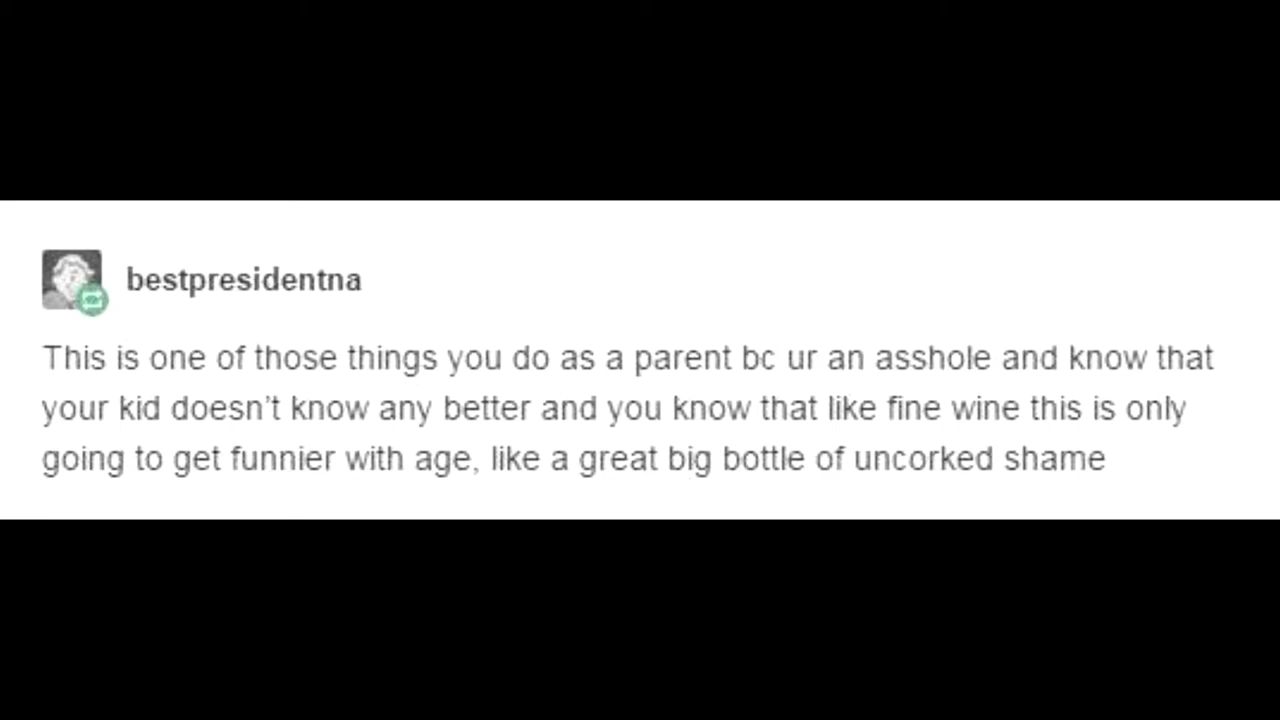 bestpresidentna
This is one of those things you do as a parent bc ur an asshole and know that
your kid doesn’t know any better and you know that like fine wine this is only
going to get funnier with age, like a great big bottle of uncorked shame